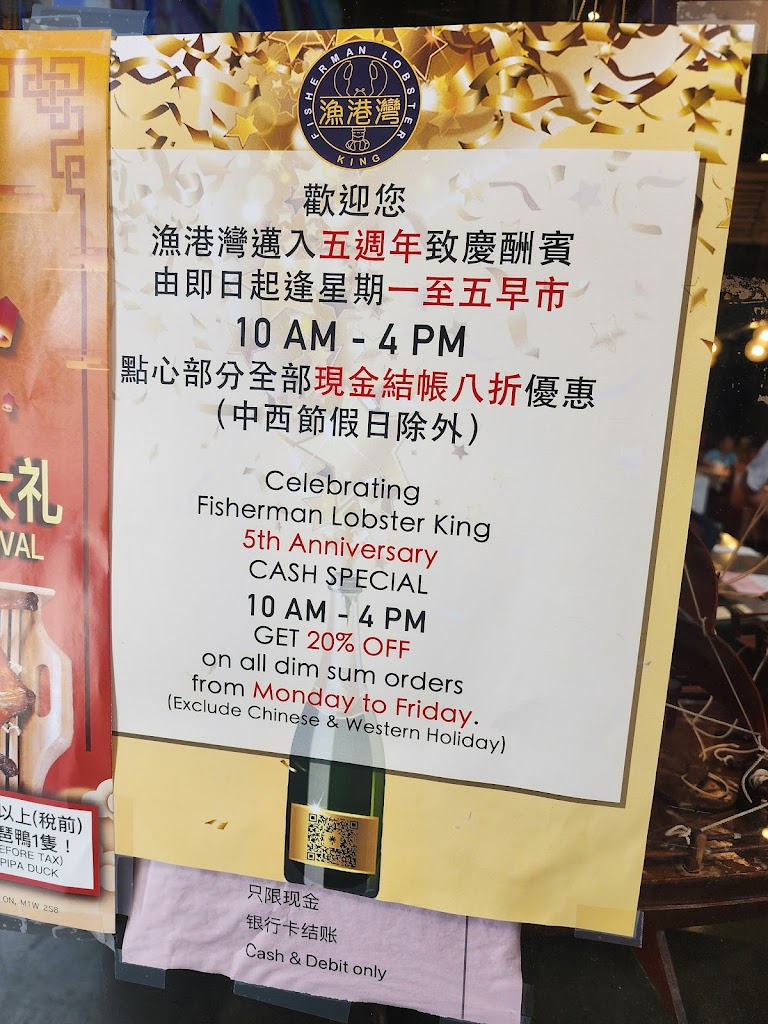 FISHERMAN LOBSTER
漁港灣
KING
歡迎您
漁港灣邁入五週年致慶酬賓
由即日起逢星期一至五早市
10 AM - 4 PM
點心部分全部現金結帳八折優惠
(中西節假日除外)
Celebrating
Fisherman Lobster King
5th Anniversary
CASH SPECIAL
10 AM - 4 PM
GET 20% OFF
on all dim sum orders
from Monday to Friday.
(Exclude Chinese & Western Holiday)
只限现金
银行卡结账
Cash & Debit only
大礼
VAL
以上(稅前)
琶鴨1隻！
EFORE TAX)
PIPA DUCK
ON, M1W 2S8